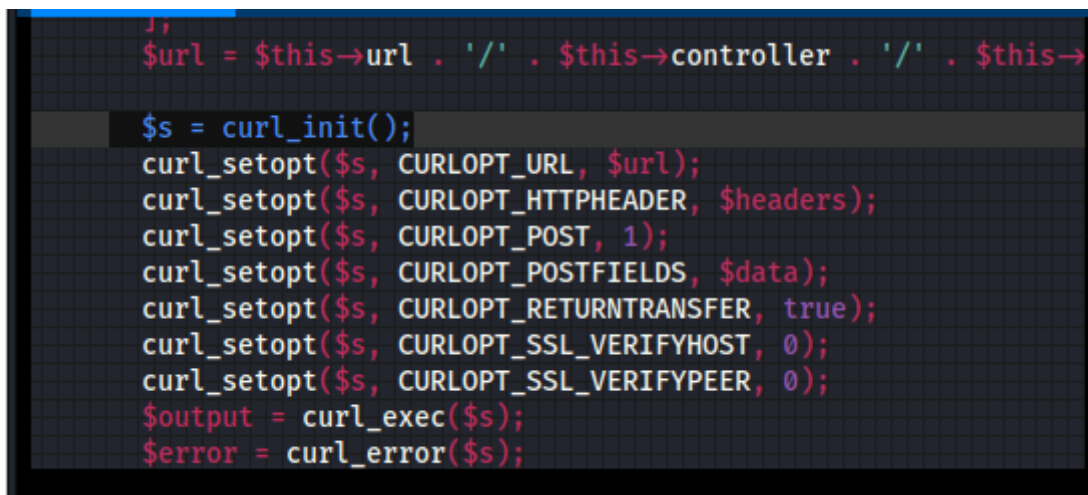 ];
$url = $this→url . '/' . $this→controller . '/' . $this→
$s = curl_init();
curl_setopt($s, CURLOPT_URL, $url);
curl_setopt($s, CURLOPT_HTTPHEADER, $headers);
curl_setopt($s, CURLOPT_POST, 1);
curl_setopt($s, CURLOPT_POSTFIELDS, $data);
curl_setopt($s, CURLOPT_RETURNTRANSFER, true);
curl_setopt($s, CURLOPT_SSL_VERIFYHOST, 0);
curl_setopt($s, CURLOPT_SSL_VERIFYPEER, 0);
$output = curl_exec($s);
$error = curl_error($s);